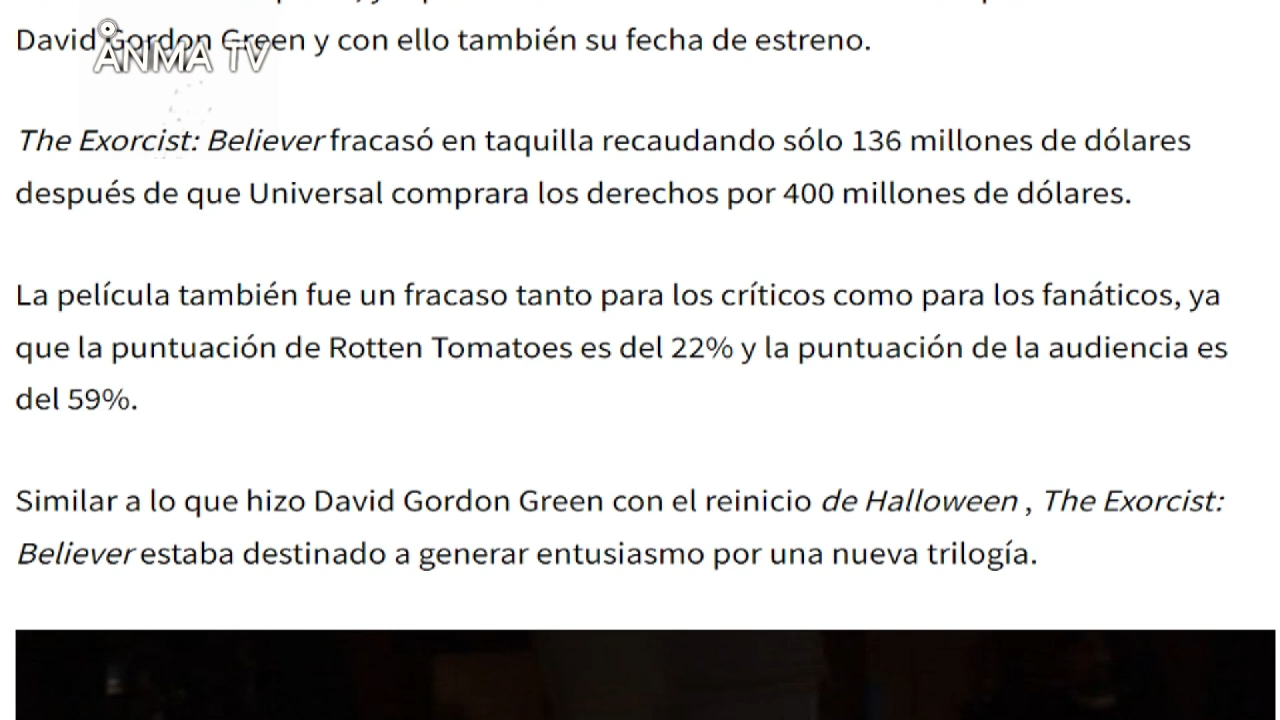 David Gordon Green y con ello también su fecha de estreno.
ANMA TV
The Exorcist: Believer fracasó en taquilla recaudando sólo 136 millones de dólares
después de que Universal comprara los derechos por 400 millones de dólares.
La película también fue un fracaso tanto para los críticos como para los fanáticos, ya
que la puntuación de Rotten Tomatoes es del 22% y la puntuación de la audiencia es
del 59%.
Similar a lo que hizo David Gordon Green con el reinicio de Halloween , The Exorcist:
Believer estaba destinado a generar entusiasmo por una nueva trilogía.